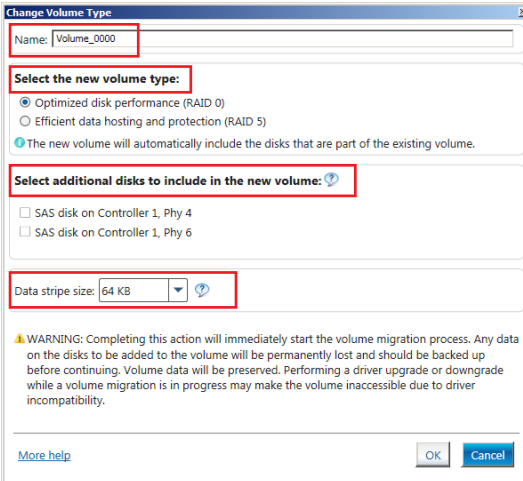 Change Volume Type
Name: Volume_0000
Select the new volume type:
Optimized disk performance (RAID 0)
Efficient data hosting and protection (RAID 5)
The new volume will automatically include the disks that are part of the existing volume.
Select additional disks to include in the new volume:
SAS disk on Controller 1, Phy 4
SAS disk on Controller 1, Phy 6
Data stripe size: 64 KB
WARNING: Completing this action will immediately start the volume migration process. Any data
on the disks to be added to the volume will be permanently lost and should be backed up
before continuing. Volume data will be preserved. Performing a driver upgrade or downgrade
while a volume migration is in progress may make the volume inaccessible due to driver
incompatibility.
More help
OK
Cancel